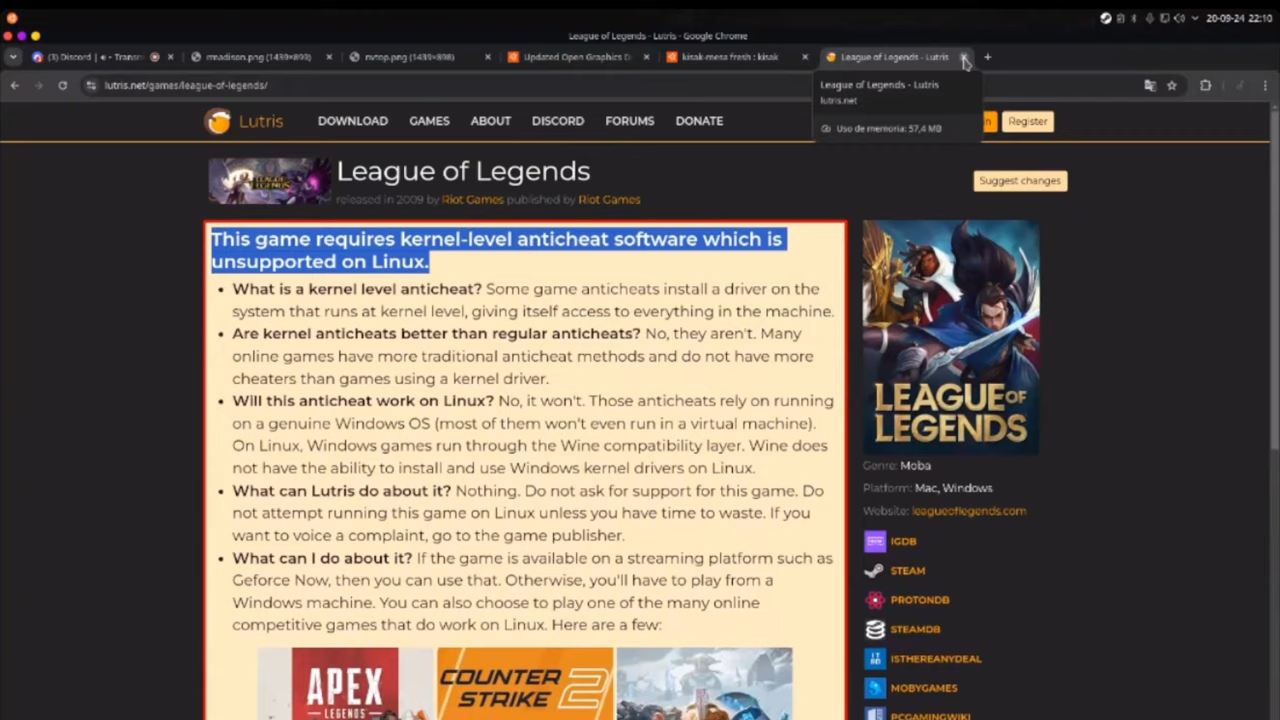 20-09-24 22:10
League of Legends - Lutris - Google Chrome
(3) Discord
rmadison.png (1439×893)
nvtop.png (1439×893)
Updated Open Graphics D
kisak-mesa fresh : kisak
League of Legends - Lutris
lutris.net/games/league-of-legends/
League of Legends - Lutris
lutris.net
Uso de memoria: 57,4 MB
Lutris
DOWNLOAD
GAMES
ABOUT
DISCORD
FORUMS
DONATE
Register
League of Legends
released in 2009 by Riot Games published by Riot Games
Suggest changes
This game requires kernel-level anticheat software which is
unsupported on Linux.
• What is a kernel level anticheat? Some game anticheats install a driver on the
system that runs at kernel level, giving itself access to everything in the machine.
• Are kernel anticheats better than regular anticheats? No, they aren't. Many
online games have more traditional anticheat methods and do not have more
cheaters than games using a kernel driver.
• Will this anticheat work on Linux? No, it won't. Those anticheats rely on running
on a genuine Windows OS (most of them won't even run in a virtual machine).
On Linux, Windows games run through the Wine compatibility layer. Wine does
not have the ability to install and use Windows kernel drivers on Linux.
• What can Lutris do about it? Nothing. Do not ask for support for this game. Do
not attempt running this game on Linux unless you have time to waste. If you
want to voice a complaint, go to the game publisher.
• What can I do about it? If the game is available on a streaming platform such as
Geforce Now, then you can use that. Otherwise, you'll have to play from a
Windows machine. You can also choose to play one of the many online
competitive games that do work on Linux. Here are a few:
APEX
LEGENDS
COUNTER
STRIKE 2
LEAGUE OF
LEGENDS
Genre: Moba
Platform: Mac, Windows
Website: leagueoflegends.com
IGDB
STEAM
PROTONDB
STEAMDB
ISTHEREANYDEAL
MOBYGAMES
PCGAMINGWIKI